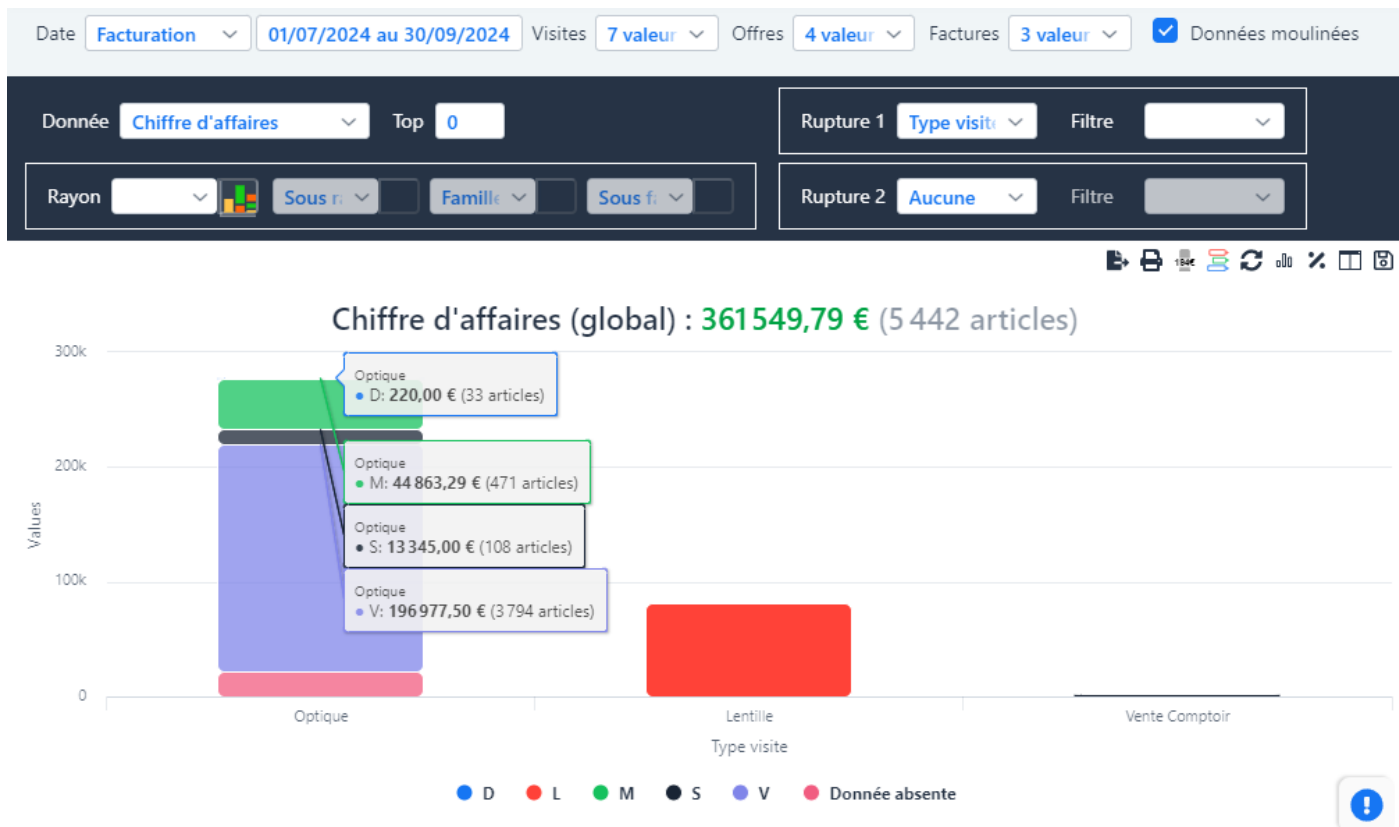 Date Facturation 01/07/2024 au 30/09/2024 Visites 7 valeur Offres 4 valeur Factures 3 valeur Données moulinées
Donnée Chiffre d'affaires Top 0 Rupture 1 Type visite Filtre
Rayon Sous r Famille Sous f Rupture 2 Aucune Filtre
184€
Chiffre d'affaires (global) : 361 549,79 € (5 442 articles)
300k
Optique
D: 220,00 € (33 articles)
Optique
M: 44 863,29 € (471 articles)
200k
Optique
S: 13 345,00 € (108 articles)
Values
100k
Optique
V: 196 977,50 € (3 794 articles)
0
Optique Lentille Vente Comptoir
Type visite
D L M S V Donnée absente